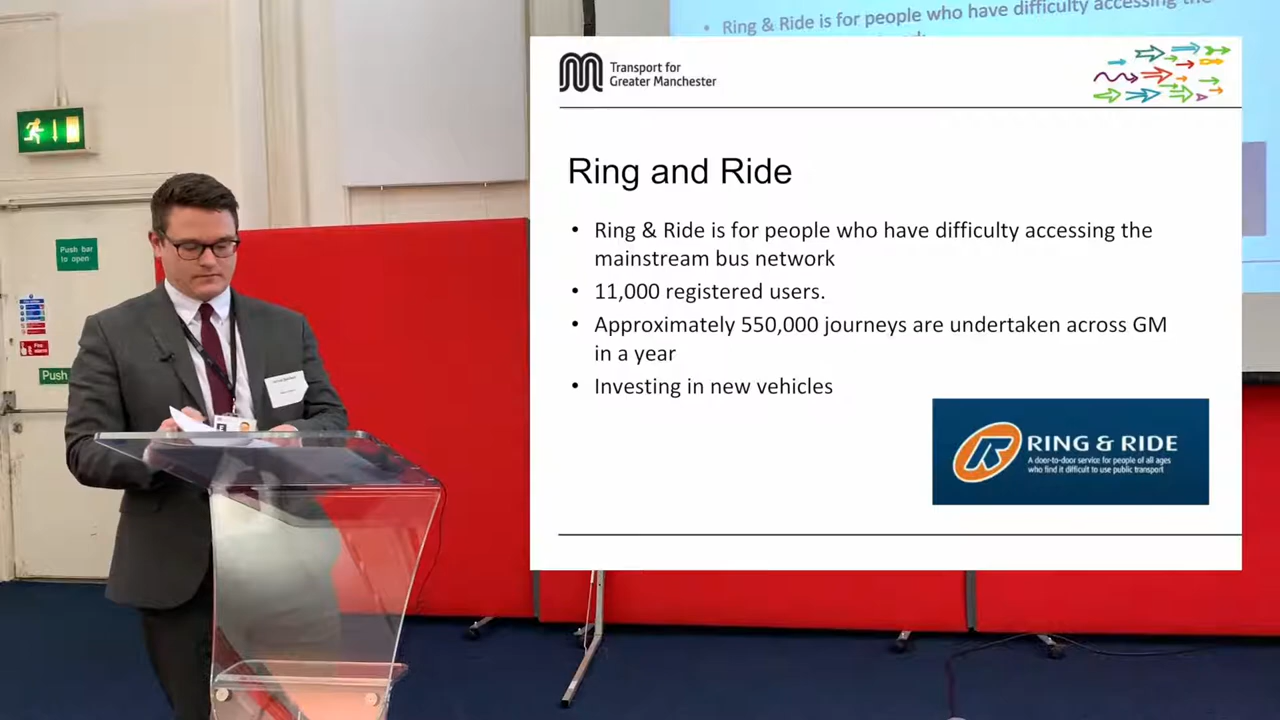 Ring & Ride is for people who have difficulty accessing the
Transport for
Greater Manchester
Ring and Ride
• Ring & Ride is for people who have difficulty accessing the
mainstream bus network
• 11,000 registered users.
• Approximately 550,000 journeys are undertaken across GM
in a year
• Investing in new vehicles
RING & RIDE
A door-to-door service for people of all ages
who find it difficult to use public transport
Push bar
to open
Fire
alarm
Push